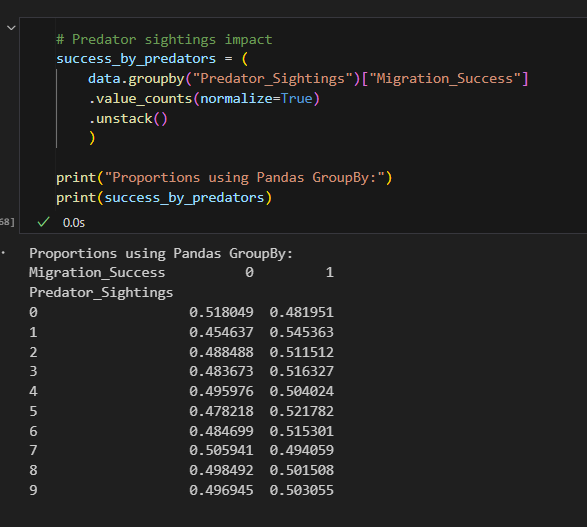 # Predator sightings impact
success_by_predators = (
    data.groupby("Predator_Sightings")["Migration_Success"]
    .value_counts(normalize=True)
    .unstack()
    )
print("Proportions using Pandas GroupBy:")
print(success_by_predators)
68] ✓ 0.0s
Proportions using Pandas GroupBy:
Migration_Success         0         1
Predator_Sightings
0                  0.518049  0.481951
1                  0.454637  0.545363
2                  0.488488  0.511512
3                  0.483673  0.516327
4                  0.495976  0.504024
5                  0.478218  0.521782
6                  0.484699  0.515301
7                  0.505941  0.494059
8                  0.498492  0.501508
9                  0.496945  0.503055